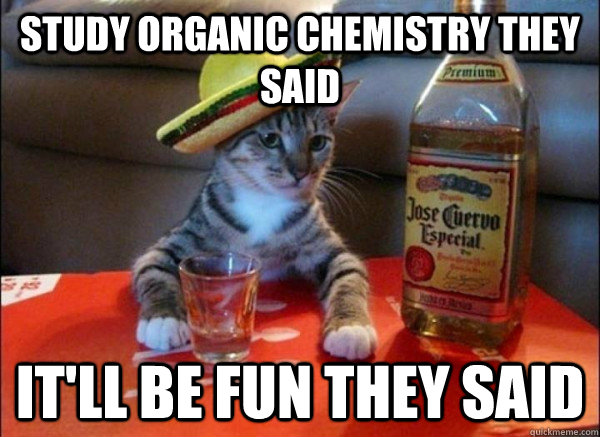 STUDY ORGANIC CHEMISTRY THEY
SAID
Premium
Jose Cuervo
Especial
IT'LL BE FUN THEY SAID
quickmeme.com